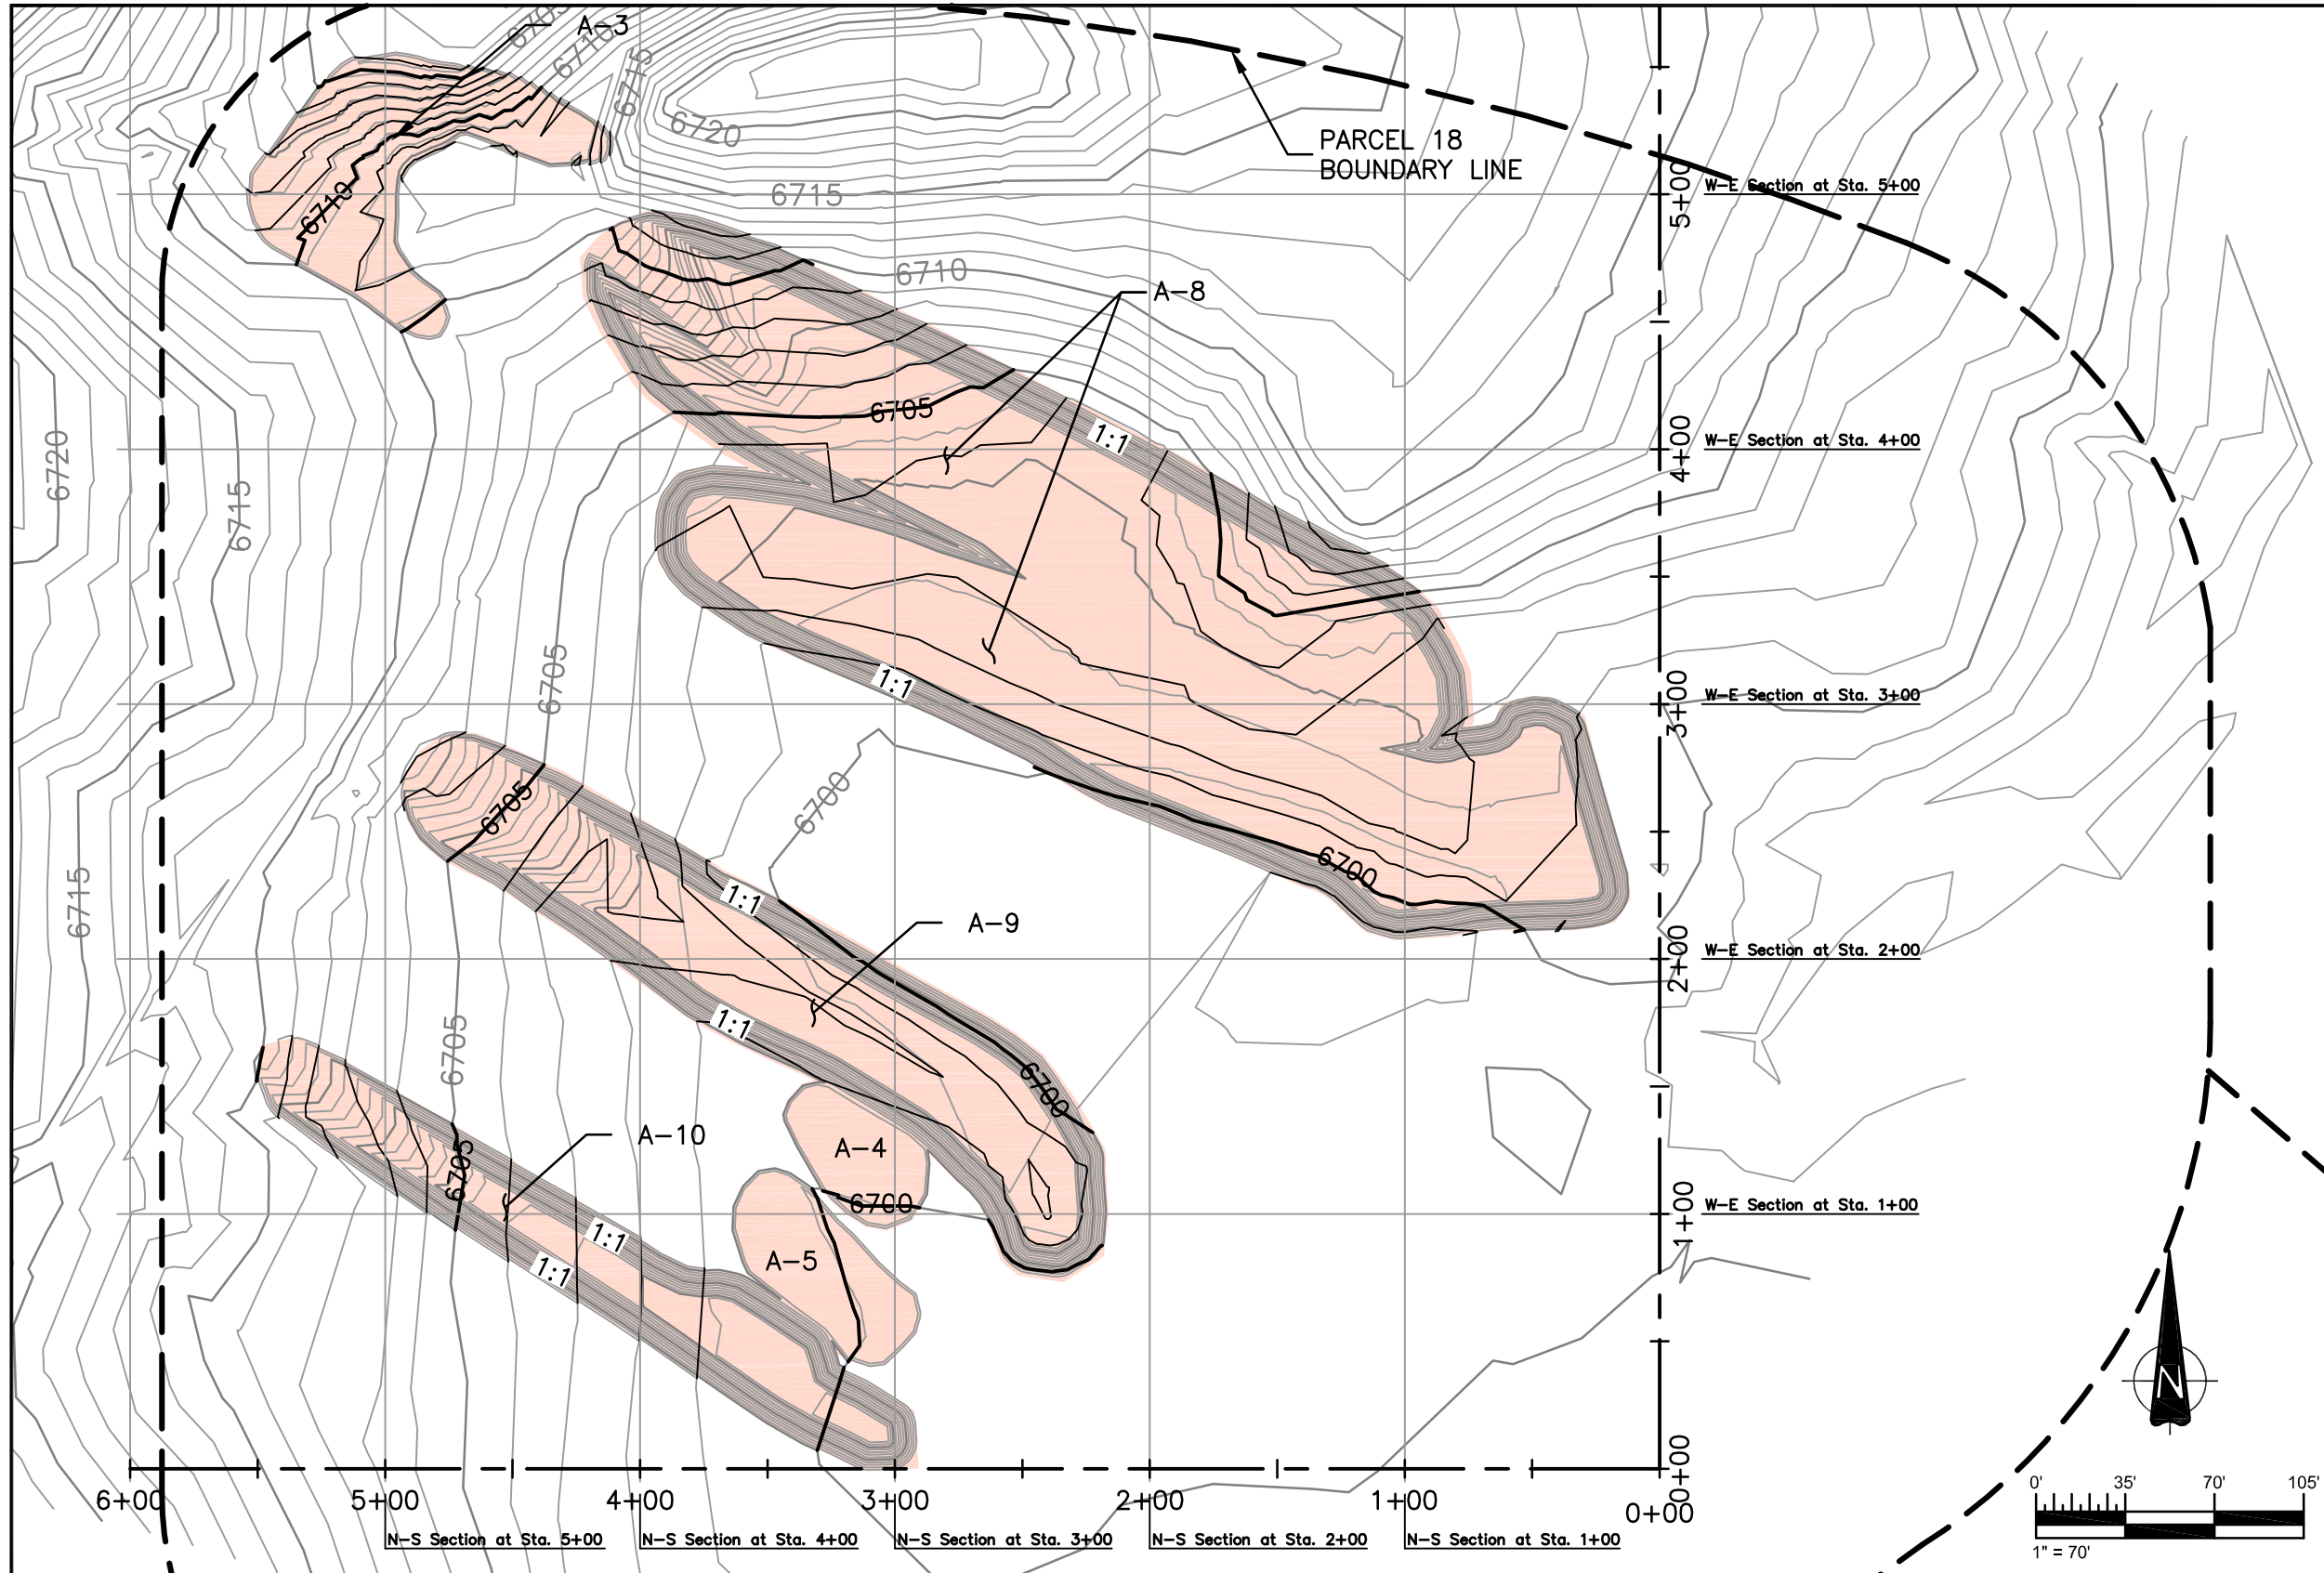 6705
A-3
6710
6715
6720
PARCEL 18
BOUNDARY LINE
5+00
W-E Section at Sta. 5+00
6715
6710
6710
A-8
6705
1:1
4+00
W-E Section at Sta. 4+00
6720
6715
6705
1:1
3+00
W-E Section at Sta. 3+00
6705
6700
6700
1:1
6715
A-9
2+00
W-E Section at Sta. 2+00
1:1
6705
6700
A-10
A-4
6705
6700
1+00
W-E Section at Sta. 1+00
1:1
A-5
1:1
N
0+00
6+00
5+00
4+00
3+00
2+00
1+00
0+00
0' 35' 70' 105'
1" = 70'
N-S Section at Sta. 5+00
N-S Section at Sta. 4+00
N-S Section at Sta. 3+00
N-S Section at Sta. 2+00
N-S Section at Sta. 1+00